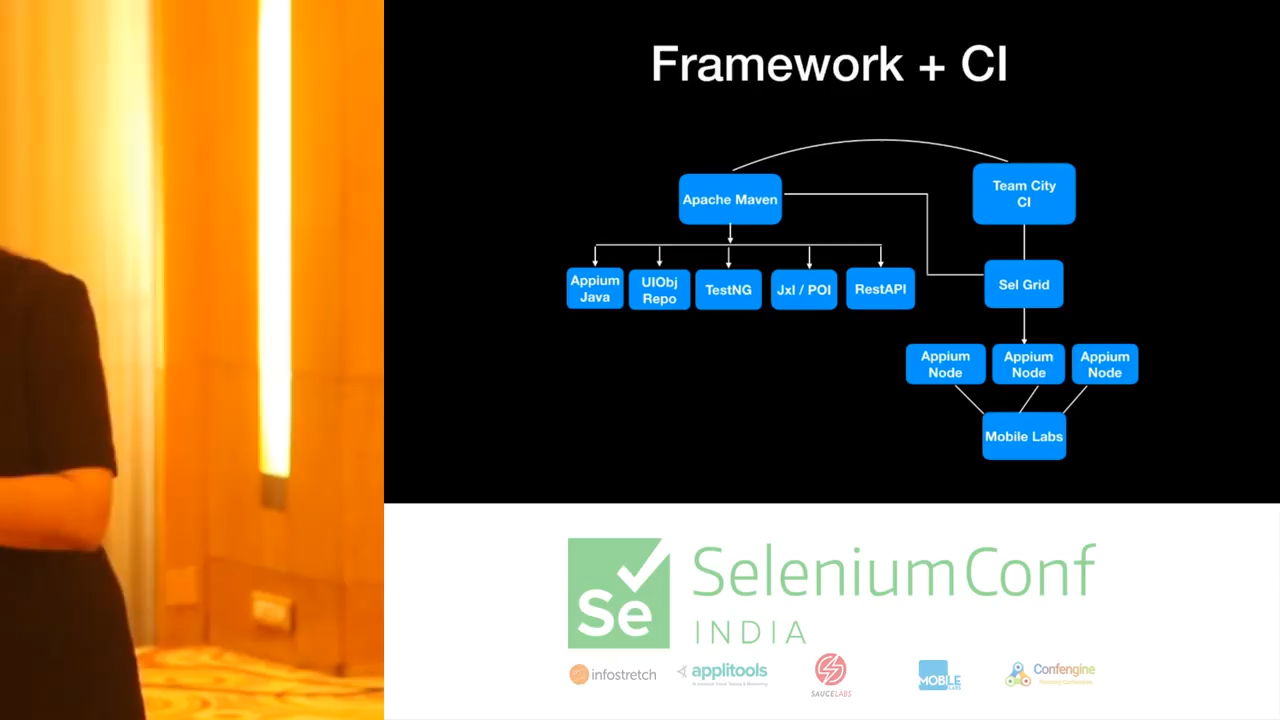 Framework + CI
Apache Maven
Team City
CI
Appium
Java
UIObj
Repo
TestNG
Jxl / POI
RestAPI
Sel Grid
Appium
Node
Appium
Node
Appium
Node
Mobile Labs
Se
SeleniumConf
INDIA
infostretch
applitools
SAUCELABS
MOBILE
LABS
Confengine